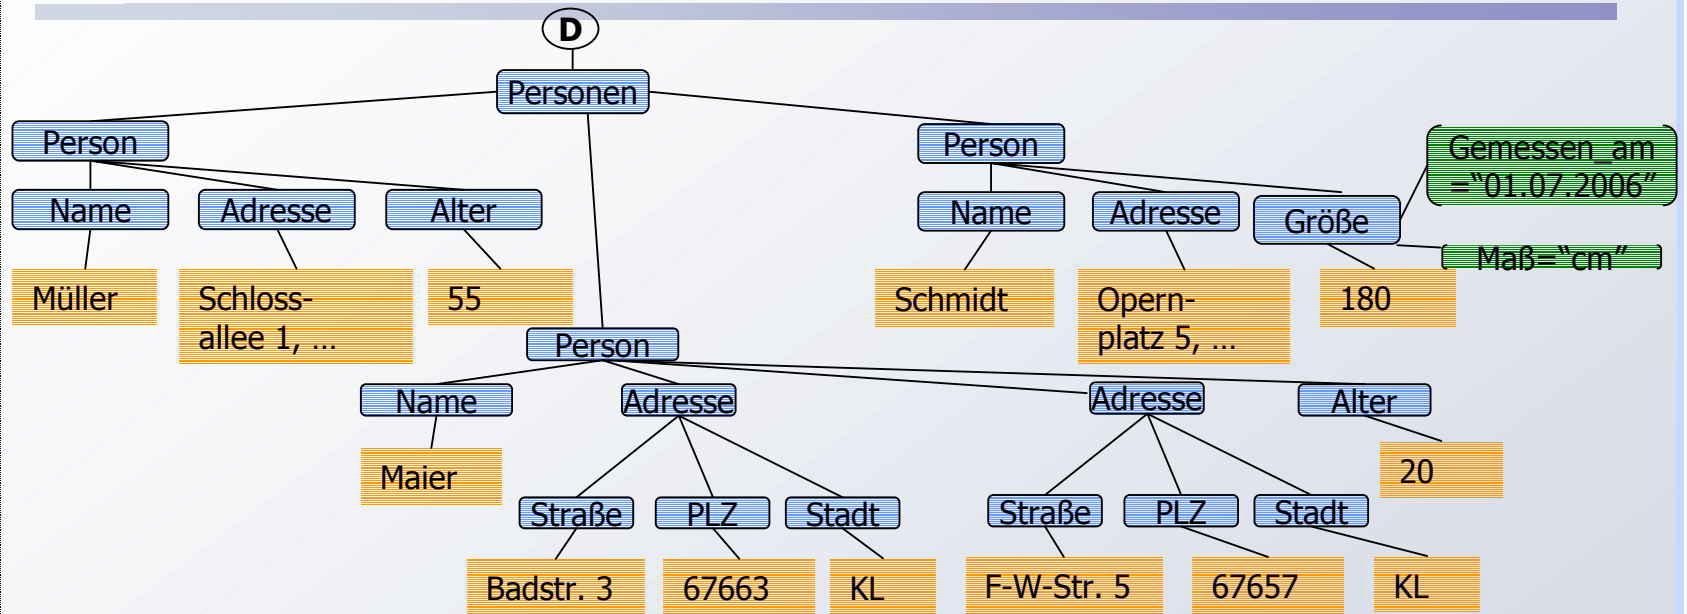 D
Personen
Person
Person
Gemessen_am
=“01.07.2006”
Name
Adresse
Alter
Name
Adresse
Größe
Maß=“cm”
Müller
Schloss-
allee 1, …
55
Schmidt
Opern-
platz 5, …
180
Person
Name
Adresse
Adresse
Alter
Maier
20
Straße
PLZ
Stadt
Straße
PLZ
Stadt
Badstr. 3
67663
KL
F-W-Str. 5
67657
KL